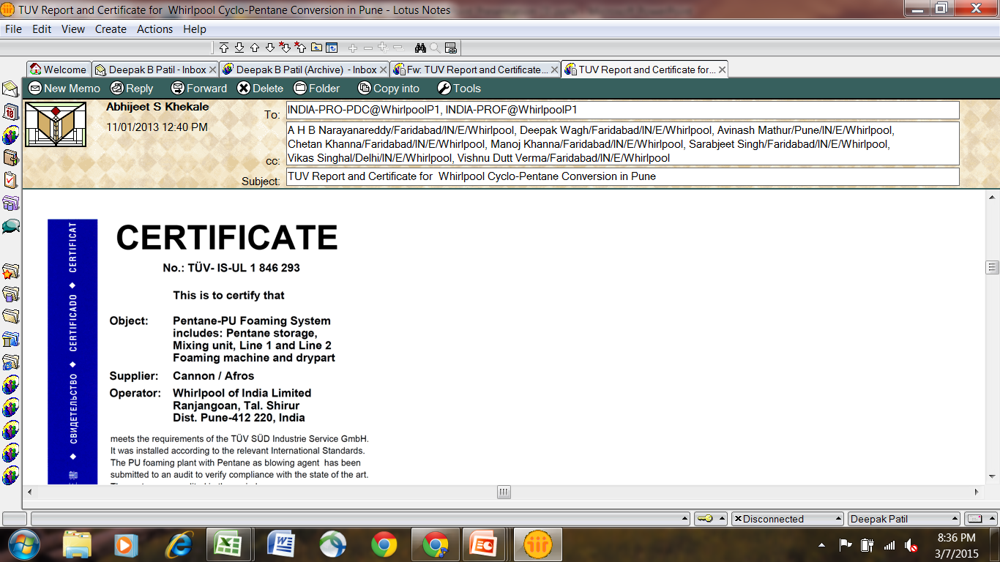 TUV Report and Certificate for  Whirlpool Cyclo-Pentane Conversion in Pune - Lotus Notes
File Edit View Create Actions Help
Welcome Deepak B Patil - Inbox Deepak B Patil (Archive) - Inbox Fw: TUV Report and Certificate... TUV Report and Certificate for...
New Memo Reply Forward Delete Folder Copy into Tools
Abhijeet S Khekale
11/01/2013 12:40 PM
To: INDIA-PRO-PDC@WhirlpoolP1, INDIA-PROF@WhirlpoolP1
A H B Narayanareddy/Faridabad/IN/E/Whirlpool, Deepak Wagh/Faridabad/IN/E/Whirlpool, Avinash Mathur/Pune/IN/E/Whirlpool,
Chetan Khanna/Faridabad/IN/E/Whirlpool, Manoj Khanna/Faridabad/IN/E/Whirlpool, Sarabjeet Singh/Faridabad/IN/E/Whirlpool,
cc: Vikas Singhal/Delhi/IN/E/Whirlpool, Vishnu Dutt Verma/Faridabad/IN/E/Whirlpool
Subject: TUV Report and Certificate for  Whirlpool Cyclo-Pentane Conversion in Pune
СВИДЕТЕЛЬСТВО ◆ CERTIFICADO ◆ CERTIFICAT
CERTIFICATE
No.: TÜV- IS-UL 1 846 293
This is to certify that
Object: Pentane-PU Foaming System
includes: Pentane storage,
Mixing unit, Line 1 and Line 2
Foaming machine and drypart
Supplier: Cannon / Afros
Operator: Whirlpool of India Limited
Ranjangoan, Tal. Shirur
Dist. Pune-412 220, India
meets the requirements of the TÜV SÜD Industrie Service GmbH.
It was installed according to the relevant International Standards.
The PU foaming plant with Pentane as blowing agent has been
submitted to an audit to verify compliance with the state of the art.
Disconnected Deepak Patil
8:36 PM
3/7/2015